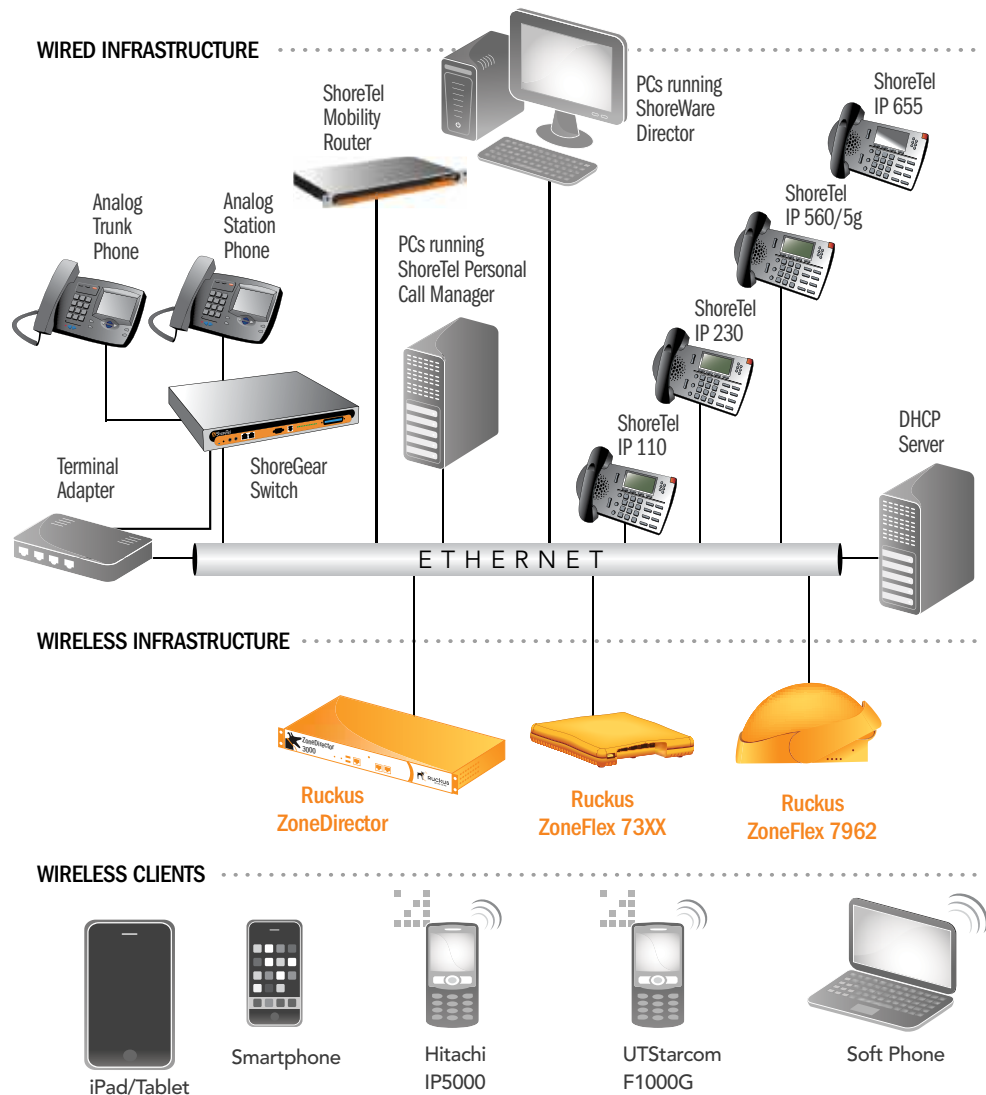 WIRED INFRASTRUCTURE
ShoreTel
Mobility
Router
PCs running
ShoreWare
Director
ShoreTel
IP 655
Analog
Trunk
Phone
Analog
Station
Phone
PCs running
ShoreTel Personal
Call Manager
ShoreTel
IP 560/5g
ShoreTel
IP 230
ShoreTel
IP 110
DHCP
Server
Terminal
Adapter
ShoreGear
Switch
ETHERNET
WIRELESS INFRASTRUCTURE
ZoneDirector
3000
Ruckus
Ruckus
ZoneDirector
Ruckus
ZoneFlex 73XX
Ruckus
ZoneFlex 7962
WIRELESS CLIENTS
iPad/Tablet
Smartphone
Hitachi
IP5000
UTStarcom
F1000G
Soft Phone